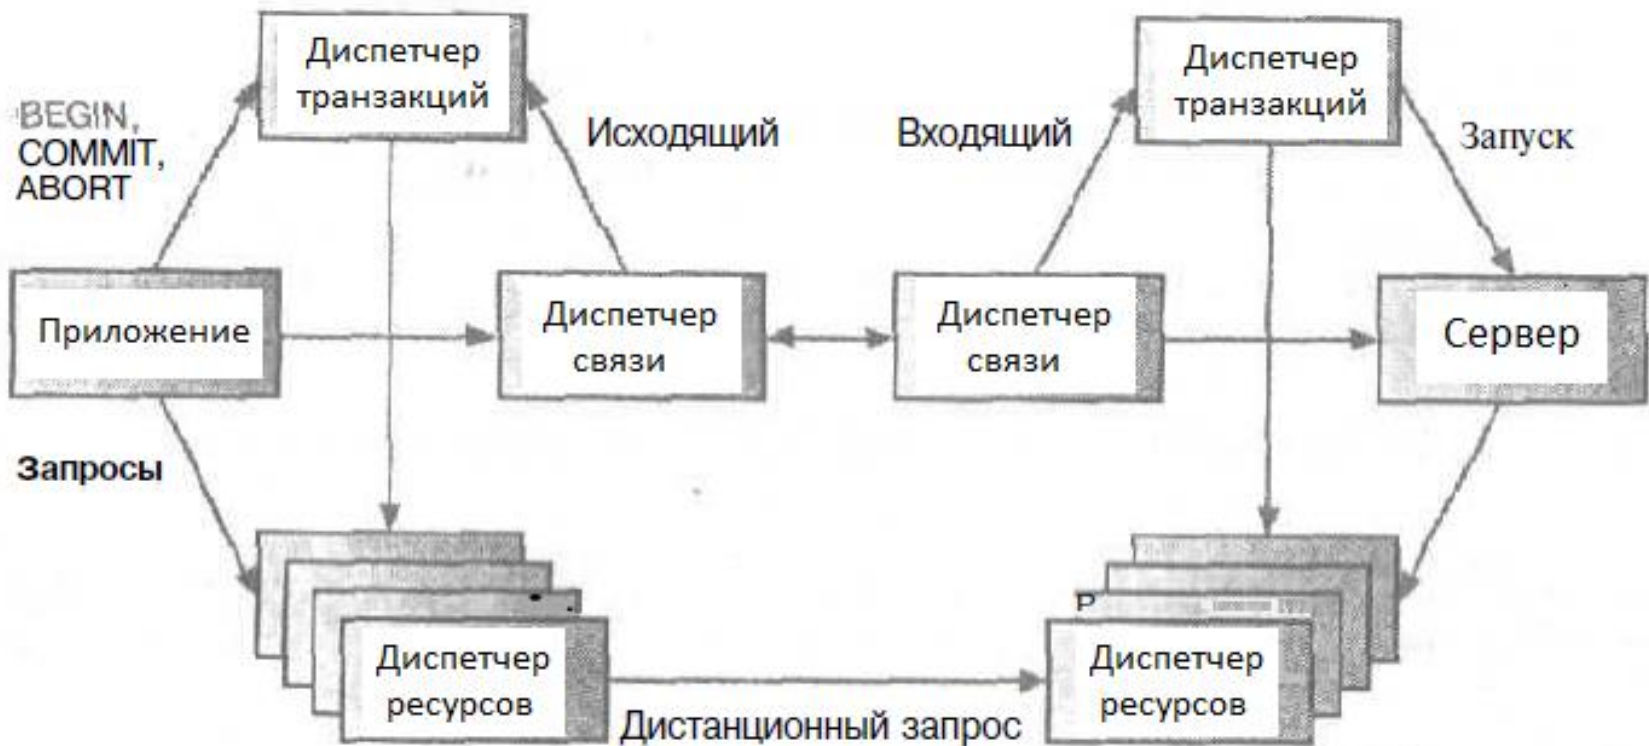 Диспетчер
транзакций
Диспетчер
транзакций
BEGIN,
COMMIT,
ABORT
Исходящий
Входящий
Запуск
Приложение
Диспетчер
связи
Диспетчер
связи
Сервер
Запросы
Р
Диспетчер
ресурсов
Диспетчер
ресурсов
Дистанционный запрос